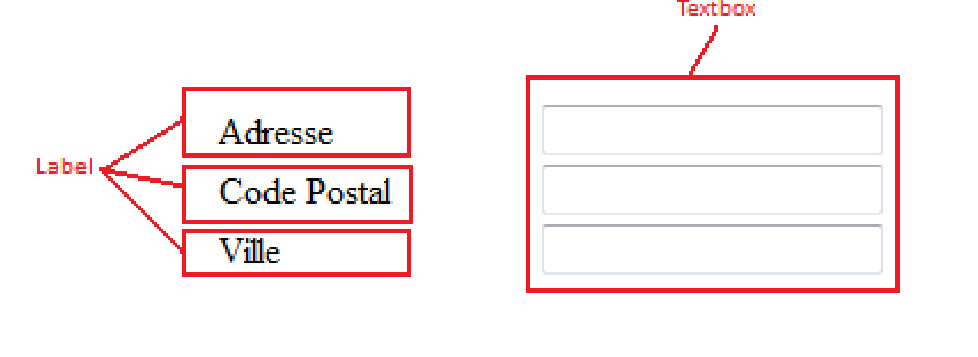 Textbox
Adresse
Label
Code Postal
Ville